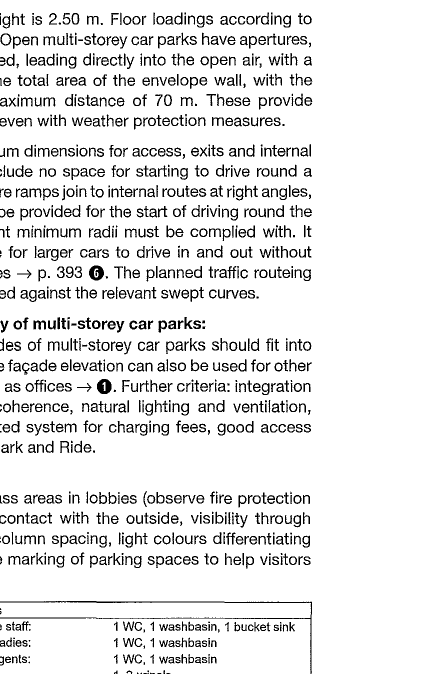 ight is 2.50 m. Floor loadings according to
Open multi-storey car parks have apertures,
ed, leading directly into the open air, with a
e total area of the envelope wall, with the
aximum distance of 70 m. These provide
even with weather protection measures.
um dimensions for access, exits and internal
clude no space for starting to drive round a
re ramps join to internal routes at right angles,
be provided for the start of driving round the
nt minimum radii must be complied with. It
e for larger cars to drive in and out without
es → p. 393 ❻. The planned traffic routeing
ed against the relevant swept curves.
y of multi-storey car parks:
des of multi-storey car parks should fit into
e façade elevation can also be used for other
as offices → ❶. Further criteria: integration
coherence, natural lighting and ventilation,
ted system for charging fees, good access
ark and Ride.
ass areas in lobbies (observe fire protection
contact with the outside, visibility through
column spacing, light colours differentiating
e marking of parking spaces to help visitors
s
e staff: 1 WC, 1 washbasin, 1 bucket sink
adies: 1 WC, 1 washbasin
gents: 1 WC, 1 washbasin